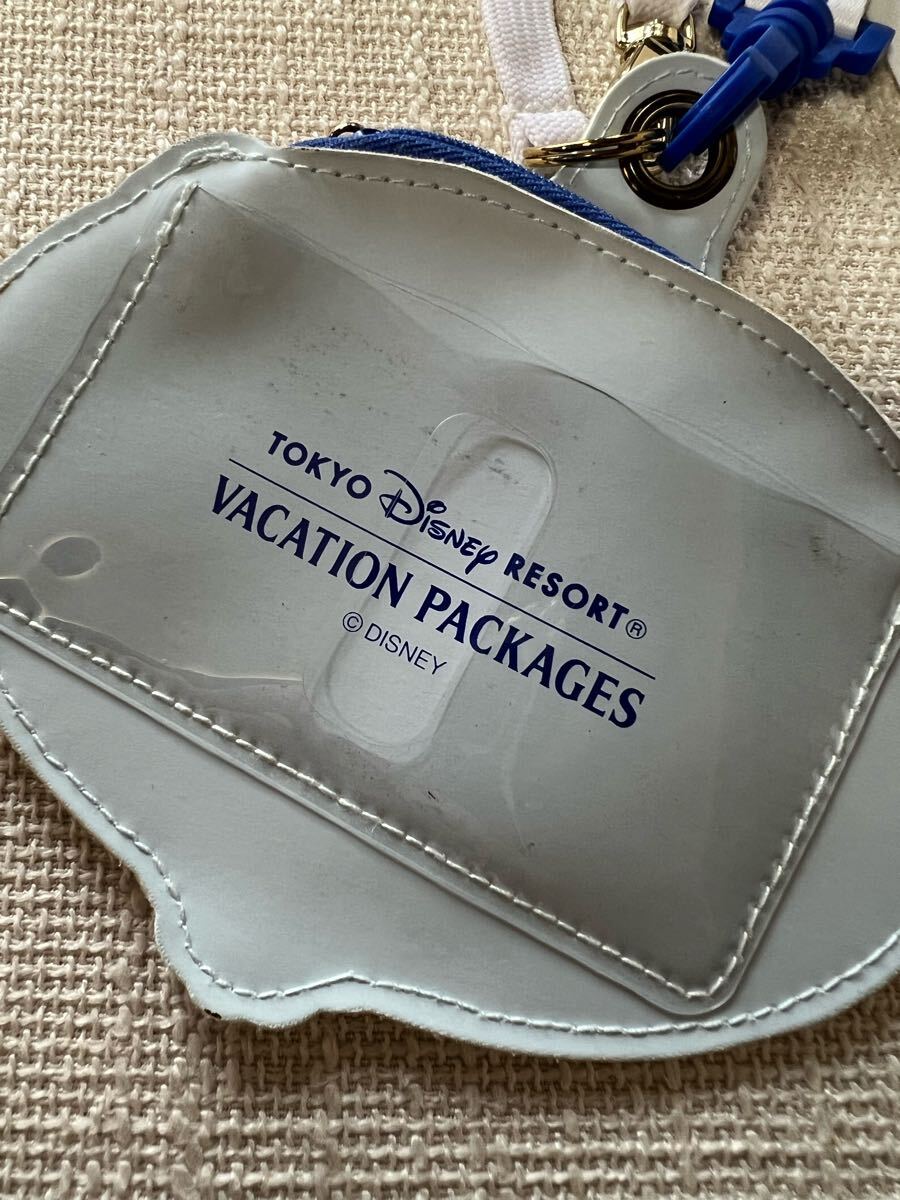 TOKYO Disney RESORT®
VACATION PACKAGES
© DISNEY